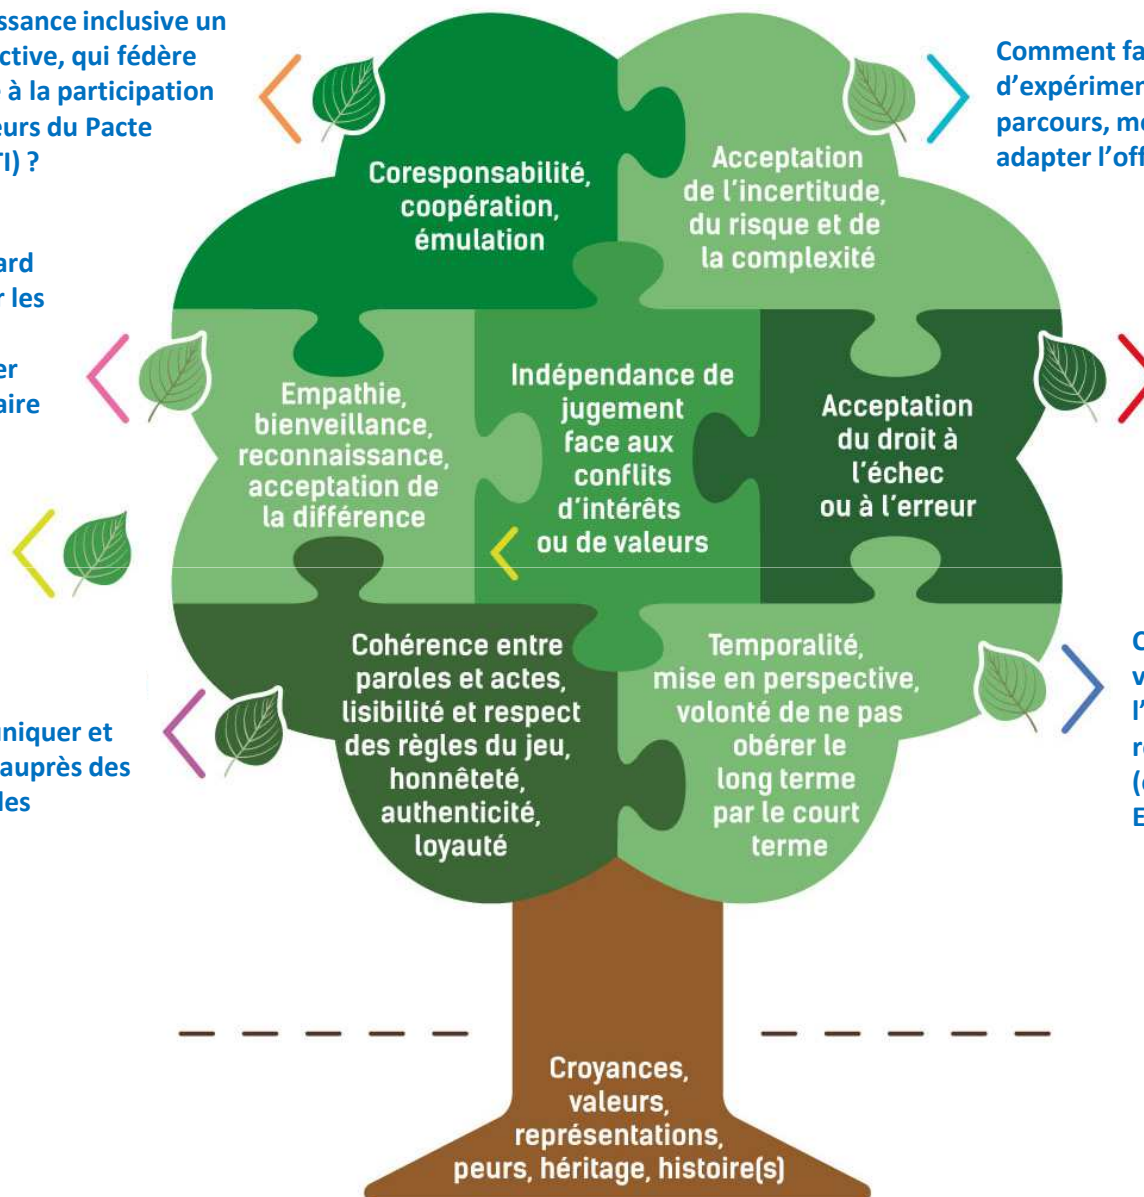 ssance inclusive un
ctive, qui fédère
à la participation
eurs du Pacte
TI) ?
Comment fa
d'expérimen
parcours, m
adapter l'off
Coresponsabilité,
coopération,
émulation
Acceptation
de l'incertitude,
du risque et de
la complexité
ard
r les
er
aire
Empathie,
bienveillance,
reconnaissance,
acceptation de
la différence
Indépendance de
jugement
face aux
conflits
d'intérêts
ou de valeurs
Acceptation
du droit à
l'échec
ou à l'erreur
uniquer et
auprès des
les
Cohérence entre
paroles et actes,
lisibilité et respect
des règles du jeu,
honnêteté,
authenticité,
loyauté
Temporalité,
mise en perspective,
volonté de ne pas
obérer le
long terme
par le court
terme
C
v
l'
r
(
E
Croyances,
valeurs,
représentations,
peurs, héritage, histoire(s)